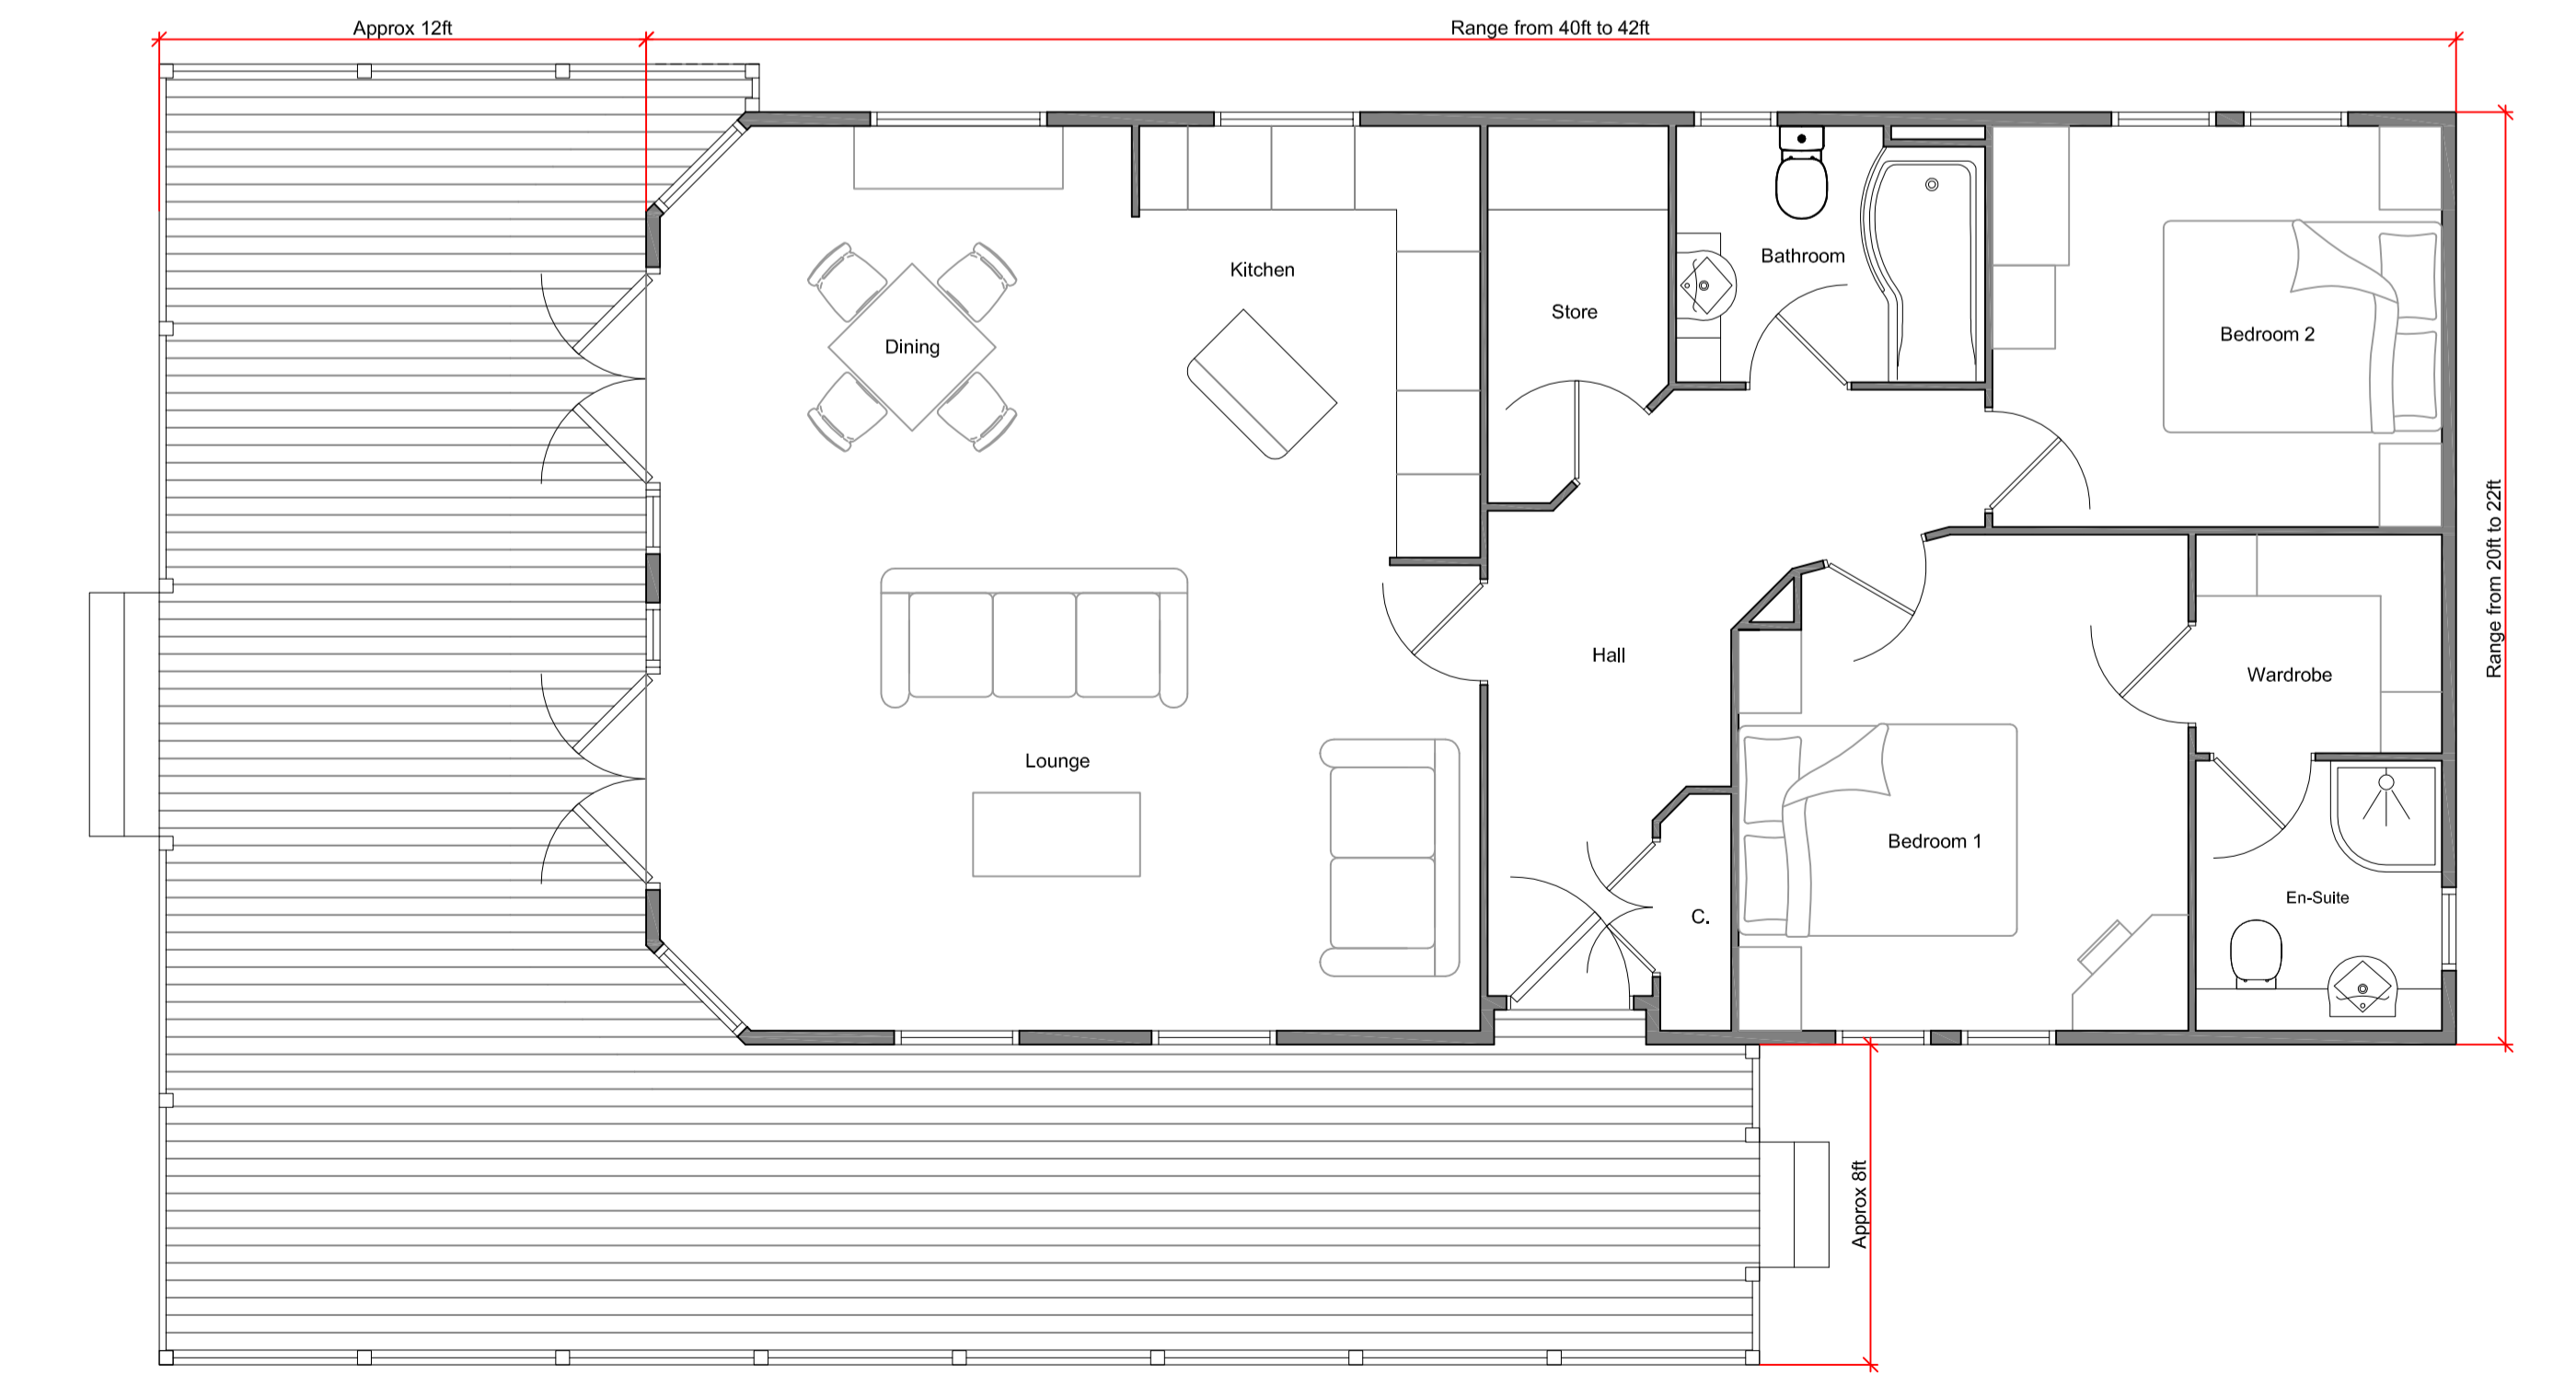 Approx 12ft
Range from 40ft to 42ft
Bathroom
Kitchen
Store
Bedroom 2
Dining
Range from 20ft to 22ft
Hall
Wardrobe
Lounge
Bedroom 1
En-Suite
C.
Approx 8ft